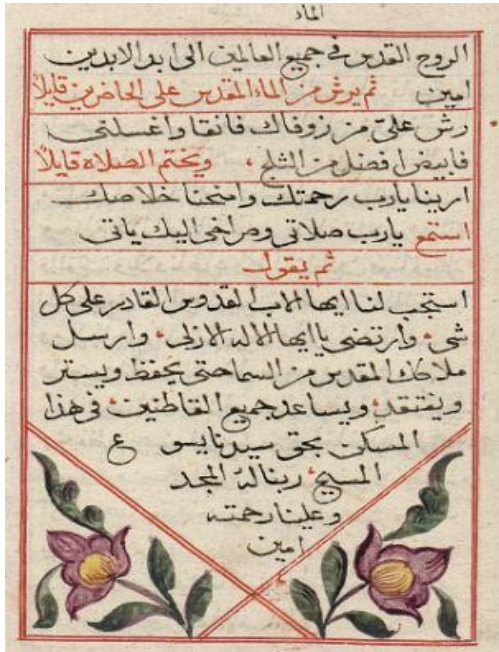 الماء
الروح القدس في جميع العالمين الى ابد الابدين
امين ثم يرش من الماء المقدس على الحاضرين قايلاً
رش عليّ من زوفاك فانقا واغسلني
فابيض افضل من الثلج، ويختم الصلاه قايلاً
ارينا يارب رحمتك وامنحنا خلاصك
استمع يارب صلاتي وصراخي اليك ياتي
ثم يقول
استجب لنا ايها الاب القدوس القادر على كل
شي، وارتضي يا ايها الاله الازلي، وارسل
ملاكك المقدس من السما حتى يحفظ ويستر
ويفتقد، ويساعد جميع القاطنين، في هذا
المسكن بحق سيدنا يسوع
المسيح، ربنا له المجد
وعلينا رحمته
امين